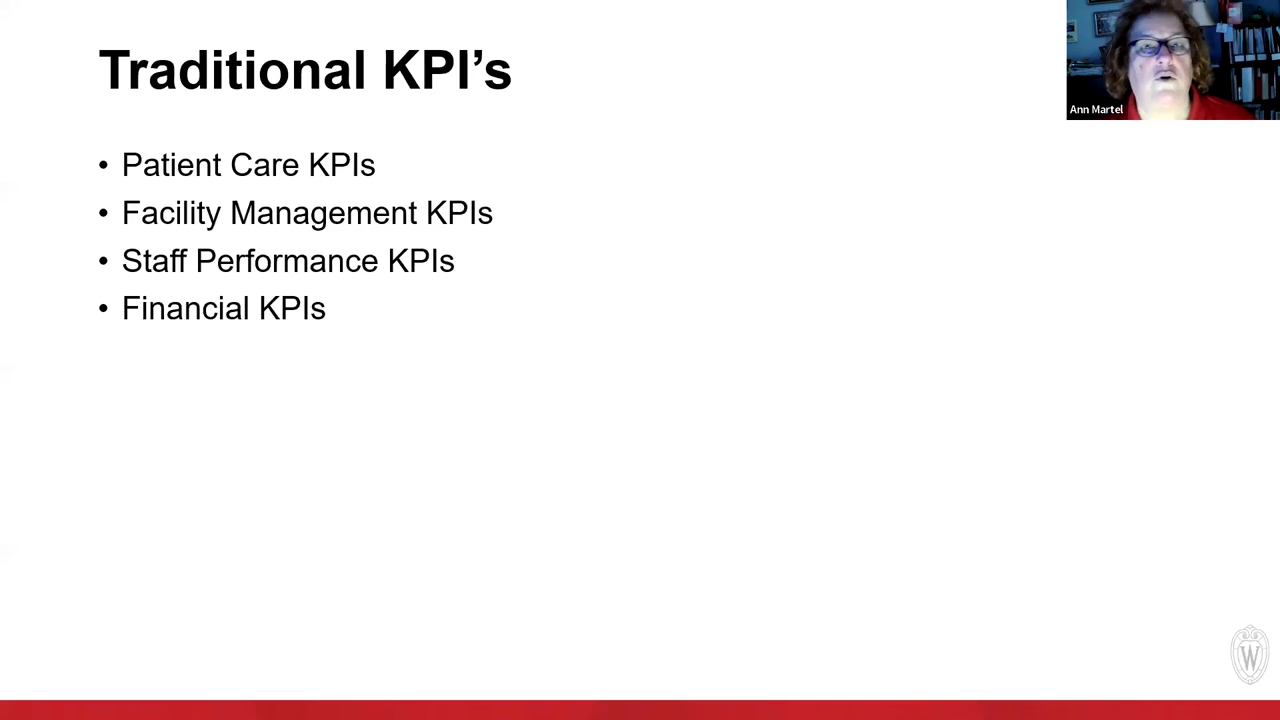 Traditional KPI’s
• Patient Care KPIs
• Facility Management KPIs
• Staff Performance KPIs
• Financial KPIs
Ann Martel
W